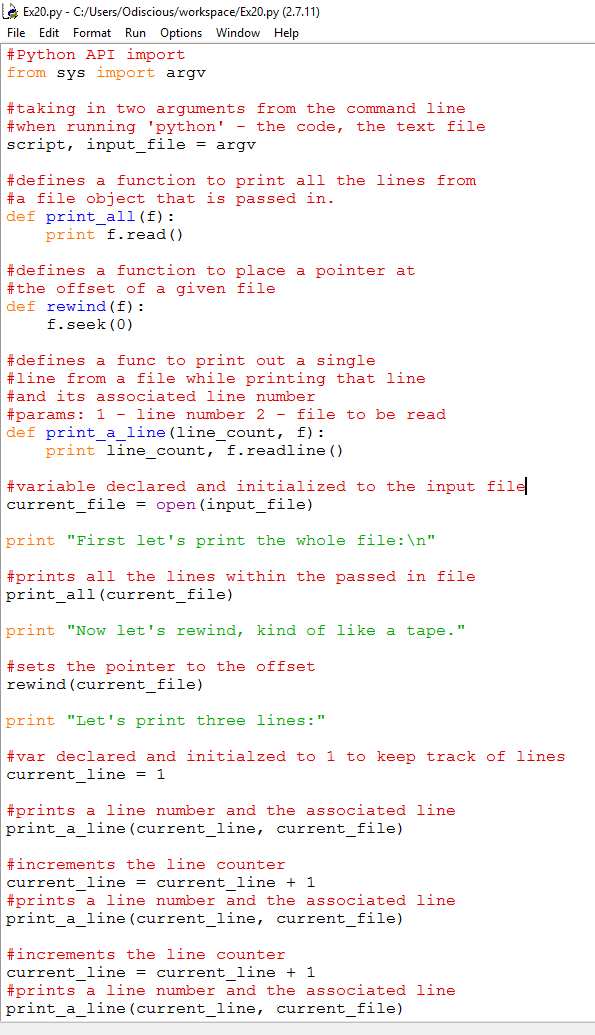 Ex20.py - C:/Users/Odiscious/workspace/Ex20.py (2.7.11)
File Edit Format Run Options Window Help
#Python API import
from sys import argv

#taking in two arguments from the command line
#when running 'python' - the code, the text file
script, input_file = argv

#defines a function to print all the lines from
#a file object that is passed in.
def print_all(f):
    print f.read()

#defines a function to place a pointer at
#the offset of a given file
def rewind(f):
    f.seek(0)

#defines a func to print out a single
#line from a file while printing that line
#and its associated line number
#params: 1 - line number 2 - file to be read
def print_a_line(line_count, f):
    print line_count, f.readline()

#variable declared and initialized to the input file
current_file = open(input_file)

print "First let's print the whole file:\n"

#prints all the lines within the passed in file
print_all(current_file)

print "Now let's rewind, kind of like a tape."

#sets the pointer to the offset
rewind(current_file)

print "Let's print three lines:"

#var declared and initialzed to 1 to keep track of lines
current_line = 1

#prints a line number and the associated line
print_a_line(current_line, current_file)

#increments the line counter
current_line = current_line + 1
#prints a line number and the associated line
print_a_line(current_line, current_file)

#increments the line counter
current_line = current_line + 1
#prints a line number and the associated line
print_a_line(current_line, current_file)